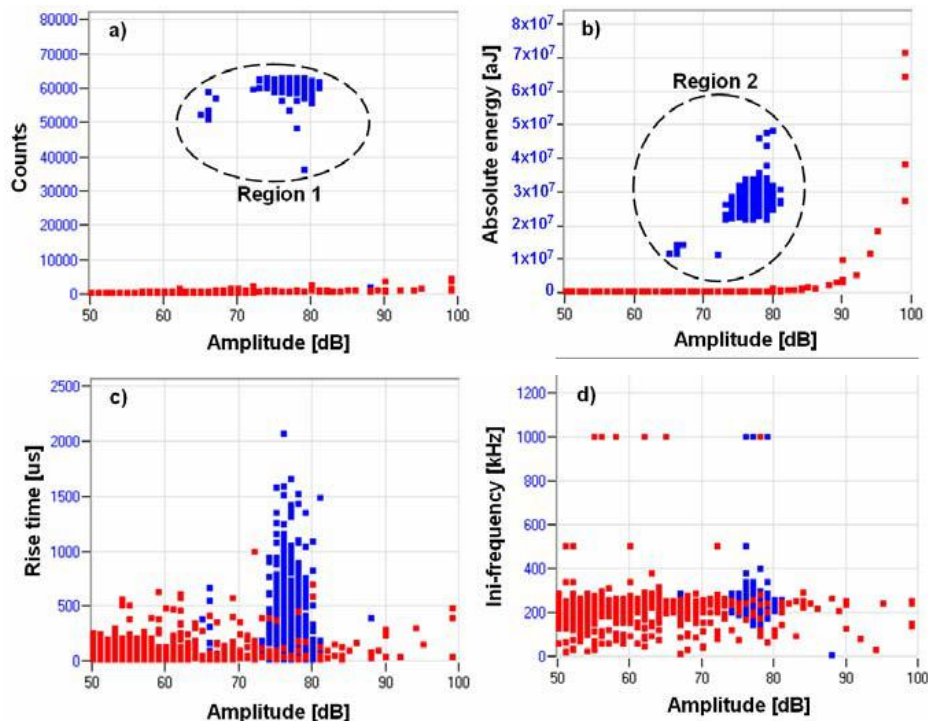 a)
80000
70000
60000
50000
40000
30000
20000
10000
0
Counts
Region 1
50 60 70 80 90 100
Amplitude [dB]
b)
8x10⁷
7x10⁷
6x10⁷
5x10⁷
4x10⁷
3x10⁷
2x10⁷
1x10⁷
0
Absolute energy [aJ]
Region 2
50 60 70 80 90 100
Amplitude [dB]
c)
2500
2000
1500
1000
500
0
Rise time [us]
50 60 70 80 90 100
Amplitude [dB]
d)
1200
1000
800
600
400
200
0
Ini-frequency [kHz]
50 60 70 80 90 100
Amplitude [dB]